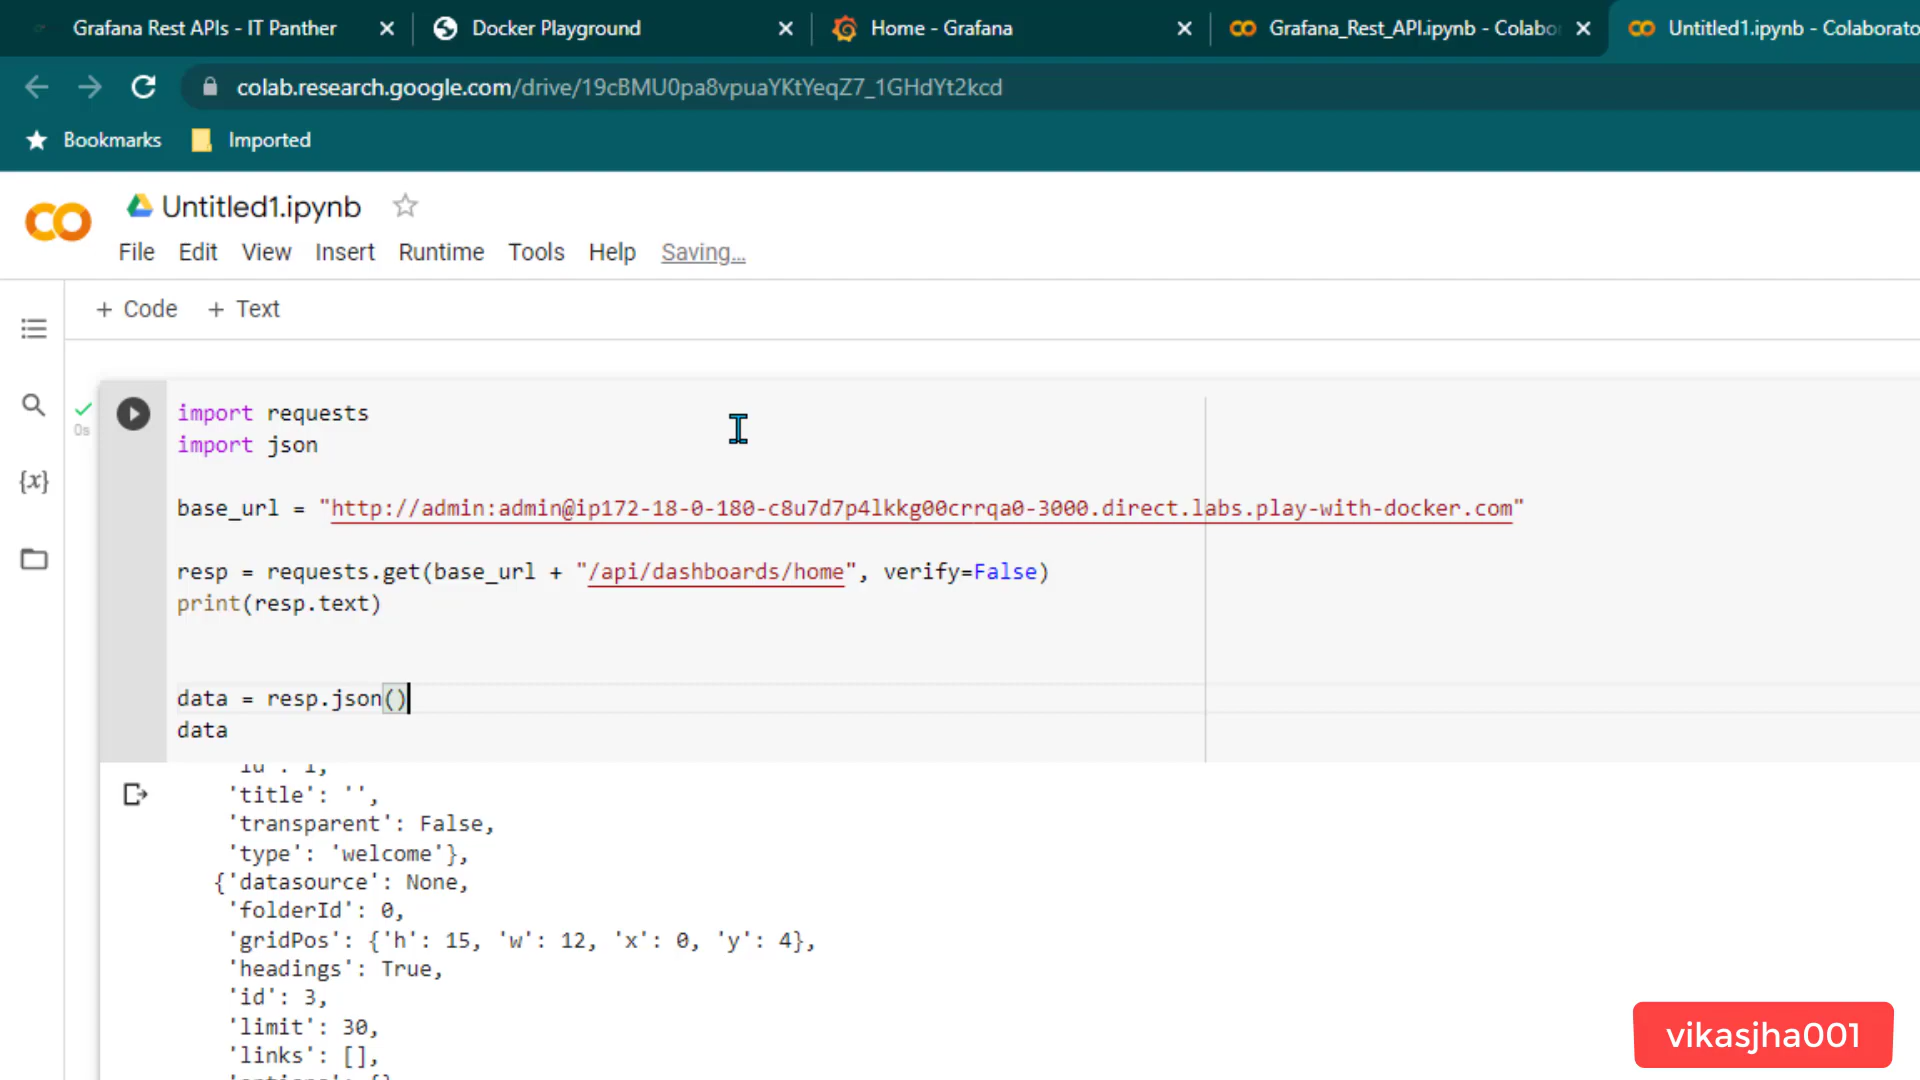 Grafana Rest APIs - IT Panther
Docker Playground
Home - Grafana
Grafana_Rest_API.ipynb - Colabo
Untitled1.ipynb - Colaborato
colab.research.google.com/drive/19cBMU0pa8vpuaYKtYeqZ7_1GHdYt2kcd
Bookmarks
Imported
Untitled1.ipynb
File Edit View Insert Runtime Tools Help Saving...
+ Code + Text
0s
{x}
import requests
import json
base_url = "http://admin:admin@ip172-18-0-180-c8u7d7p4lkkg00crrqa0-3000.direct.labs.play-with-docker.com"
resp = requests.get(base_url + "/api/dashboards/home", verify=False)
print(resp.text)
data = resp.json()
data
'id': 1,
'title': '',
'transparent': False,
'type': 'welcome'},
{'datasource': None,
'folderId': 0,
'gridPos': {'h': 15, 'w': 12, 'x': 0, 'y': 4},
'headings': True,
'id': 3,
'limit': 30,
'links': [],
vikasjha001